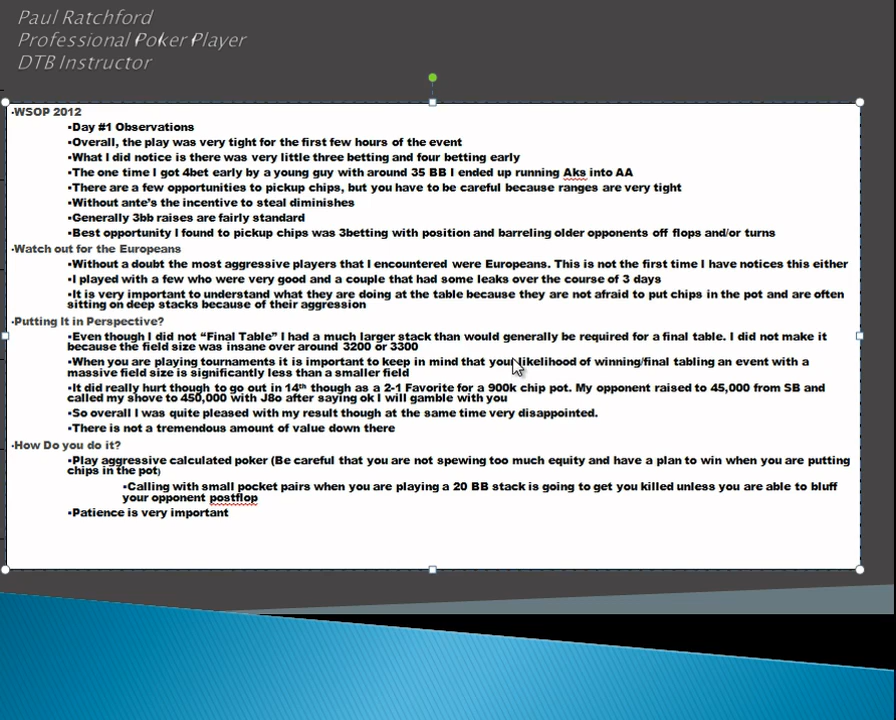 Paul Ratchford
Professional Poker Player
DTB Instructor
•WSOP 2012
▪Day #1 Observations
▪Overall, the play was very tight for the first few hours of the event
▪What I did notice is there was very little three betting and four betting early
▪The one time I got 4bet early by a young guy with around 35 BB I ended up running Aks into AA
▪There are a few opportunities to pickup chips, but you have to be careful because ranges are very tight
▪Without ante's the incentive to steal diminishes
▪Generally 3bb raises are fairly standard
▪Best opportunity I found to pickup chips was 3betting with position and barreling older opponents off flops and/or turns
•Watch out for the Europeans
▪Without a doubt the most aggressive players that I encountered were Europeans. This is not the first time I have notices this either
▪I played with a few who were very good and a couple that had some leaks over the course of 3 days
▪It is very important to understand what they are doing at the table because they are not afraid to put chips in the pot and are often
sitting on deep stacks because of their aggression
•Putting It in Perspective?
▪Even though I did not “Final Table” I had a much larger stack than would generally be required for a final table. I did not make it
because the field size was insane over around 3200 or 3300
▪When you are playing tournaments it is important to keep in mind that your likelihood of winning/final tabling an event with a
massive field size is significantly less than a smaller field
▪It did really hurt though to go out in 14th though as a 2-1 Favorite for a 900k chip pot. My opponent raised to 45,000 from SB and
called my shove to 450,000 with J8o after saying ok I will gamble with you
▪So overall I was quite pleased with my result though at the same time very disappointed.
▪There is not a tremendous amount of value down there
•How Do you do it?
▪Play aggressive calculated poker (Be careful that you are not spewing too much equity and have a plan to win when you are putting
chips in the pot)
▪Calling with small pocket pairs when you are playing a 20 BB stack is going to get you killed unless you are able to bluff
your opponent postflop
▪Patience is very important